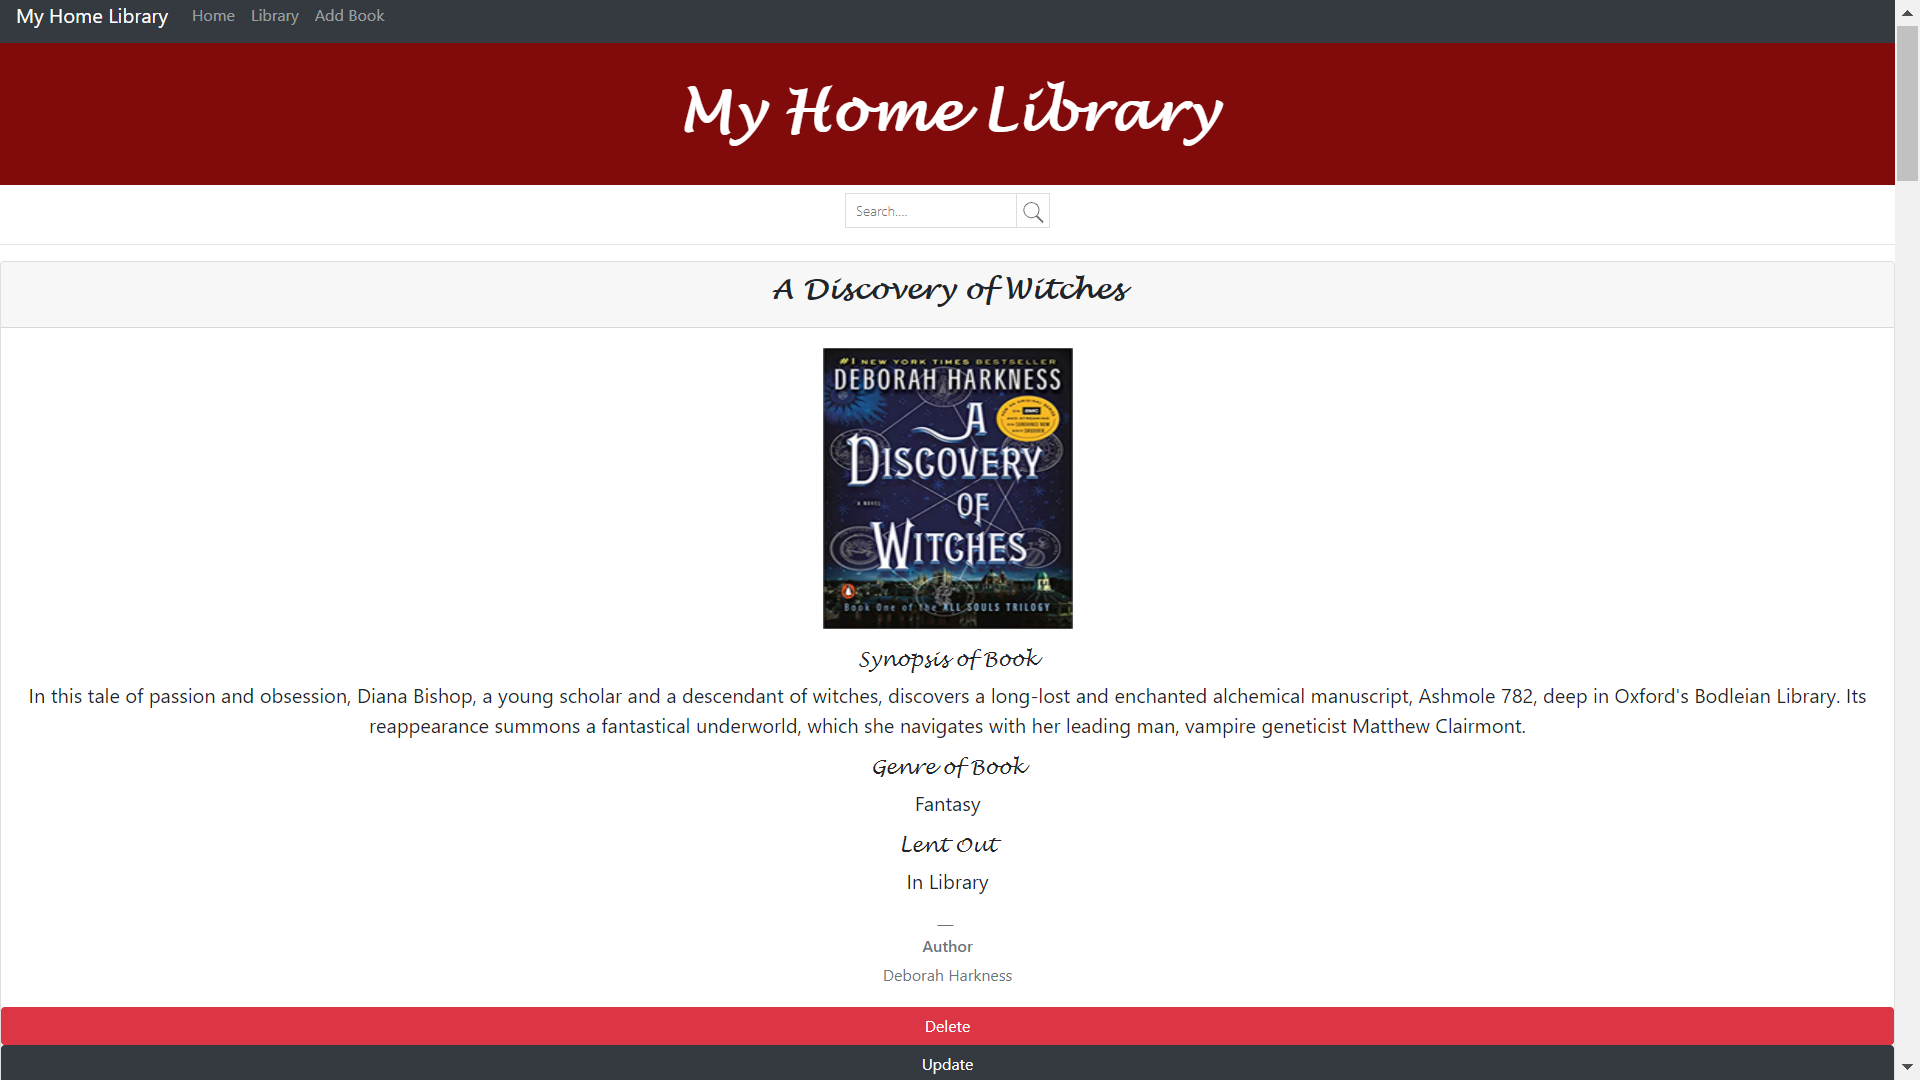 My Home Library Home Library Add Book
My Home Library
Search....
A Discovery of Witches
#1 NEW YORK TIMES BESTSELLER
DEBORAH HARKNESS
A
DISCOVERY
OF
WITCHES
A NOVEL
Book One of the ALL SOULS TRILOGY
Synopsis of Book
In this tale of passion and obsession, Diana Bishop, a young scholar and a descendant of witches, discovers a long-lost and enchanted alchemical manuscript, Ashmole 782, deep in Oxford's Bodleian Library. Its
reappearance summons a fantastical underworld, which she navigates with her leading man, vampire geneticist Matthew Clairmont.
Genre of Book
Fantasy
Lent Out
In Library
—
Author
Deborah Harkness
Delete
Update